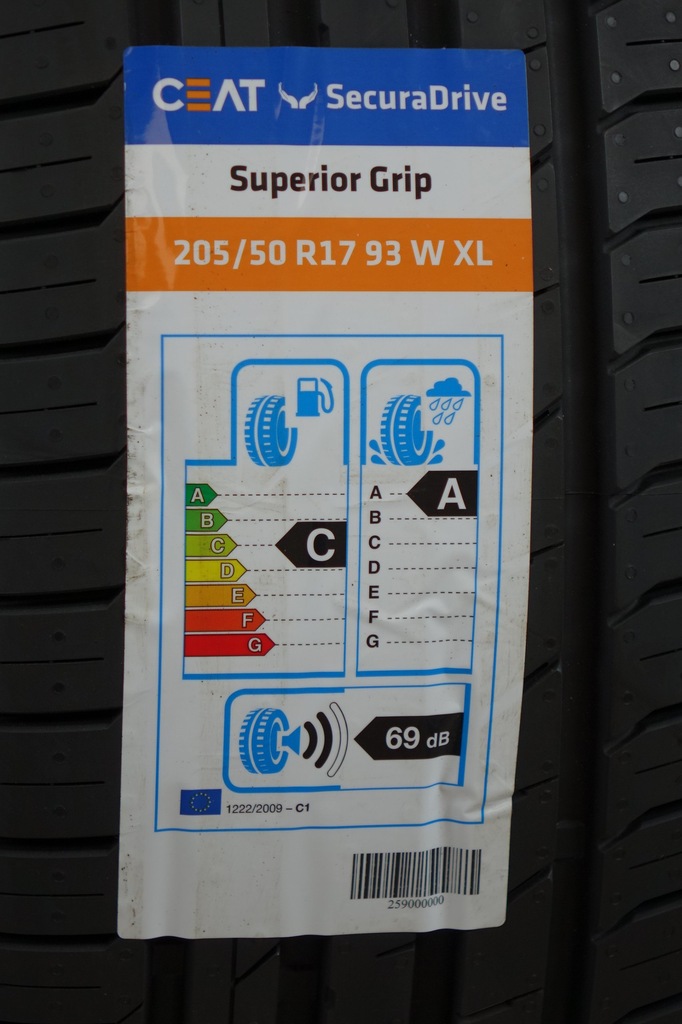 CEAT SecuraDrive
Superior Grip
205/50 R17 93 W XL
A
B
C
D
E
F
G
C
A
B
C
D
E
F
G
A
69 dB
1222/2009 – C1
259000000